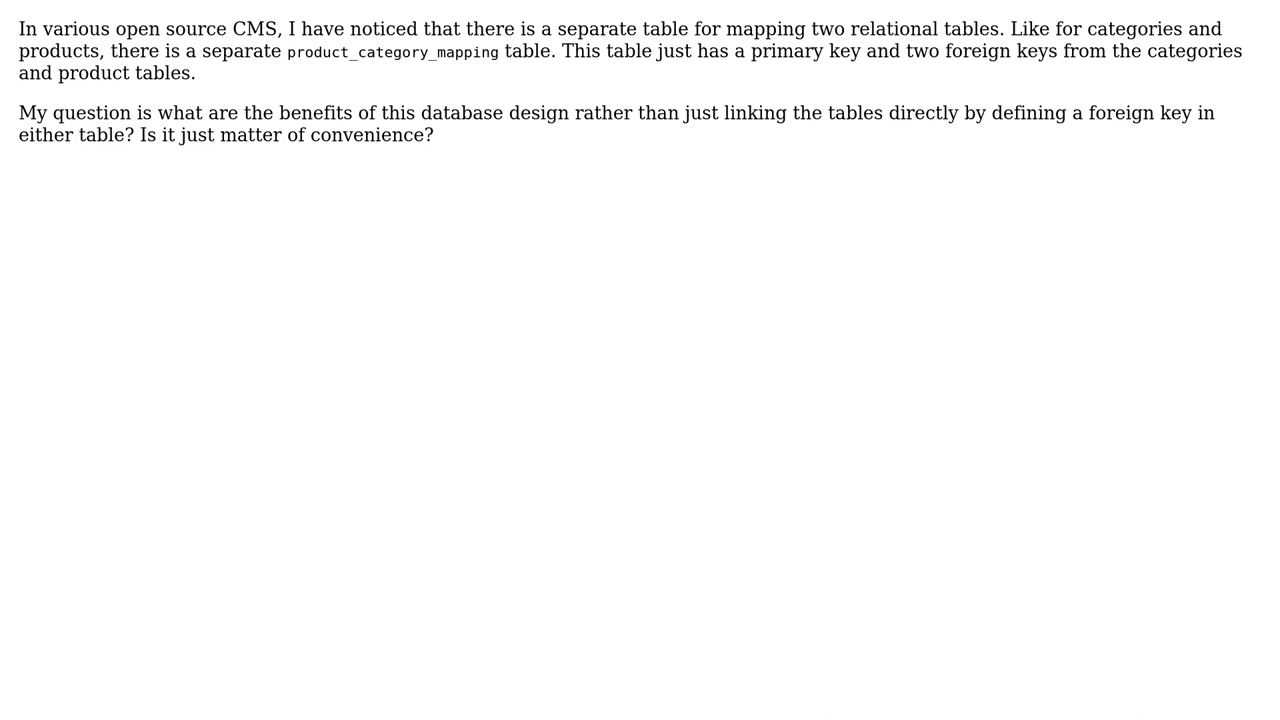 In various open source CMS, I have noticed that there is a separate table for mapping two relational tables. Like for categories and
products, there is a separate product_category_mapping table. This table just has a primary key and two foreign keys from the categories
and product tables.
My question is what are the benefits of this database design rather than just linking the tables directly by defining a foreign key in
either table? Is it just matter of convenience?